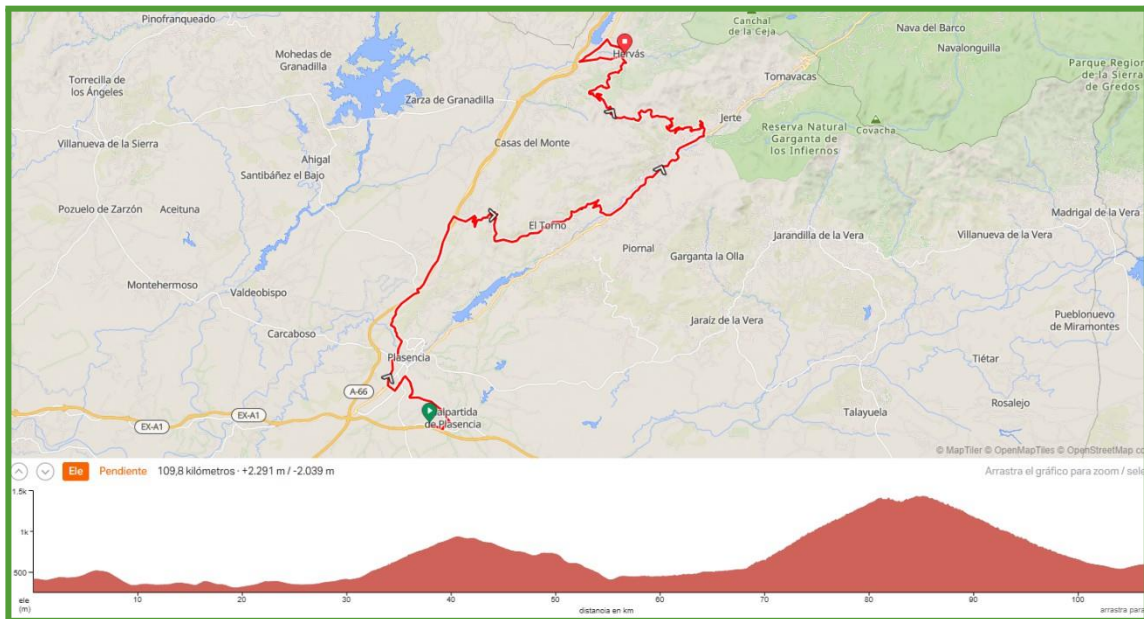 Pinofranqueado
Canchal
de la Ceja
Nava del Barco
Navalonguilla
Mohedas de
Granadilla
Hervás
Torrecilla de
los Ángeles
Tornavacas
Parque Region
de la Sierra
de Gredos
Zarza de Granadilla
Jerte
Covacha
Reserva Natural
Garganta de
los Infiernos
Villanueva de la Sierra
Casas del Monte
Ahigal
Santibáñez el Bajo
Pozuelo de Zarzón
Aceituna
Madrigal de la Vera
El Torno
Jarandilla de la Vera
Villanueva de la Vera
Piornal
Garganta la Olla
Montehermoso
Valdeobispo
Pueblonuevo
de Miramontes
Jaraíz de la Vera
Carcaboso
Plasencia
Tiétar
A-66
Rosalejo
EX-A1
EX-A1
alpartida
de Plasencia
Talayuela
© MapTiler © OpenMapTiles © OpenStreetMap co
Ele Pendiente 109,8 kilómetros · +2.291 m / -2.039 m
Arrastra el gráfico para zoom / sele
1.5k
1k
500
ele.
(m)
10 20 30 40 50 60 70 80 90 100
distancia en km
arrastra para